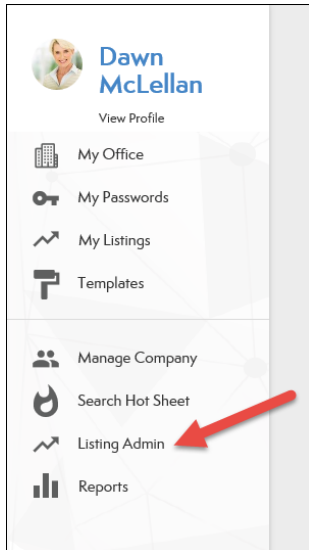 Dawn
McLellan
View Profile
My Office
My Passwords
My Listings
Templates
Manage Company
Search Hot Sheet
Listing Admin
Reports